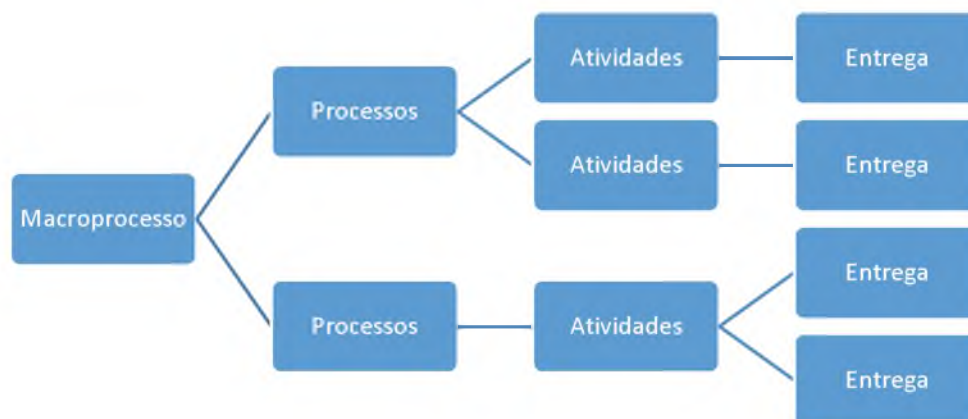 Atividades
Entrega
Processos
Atividades
Entrega
Macroprocesso
Entrega
Processos
Atividades
Entrega